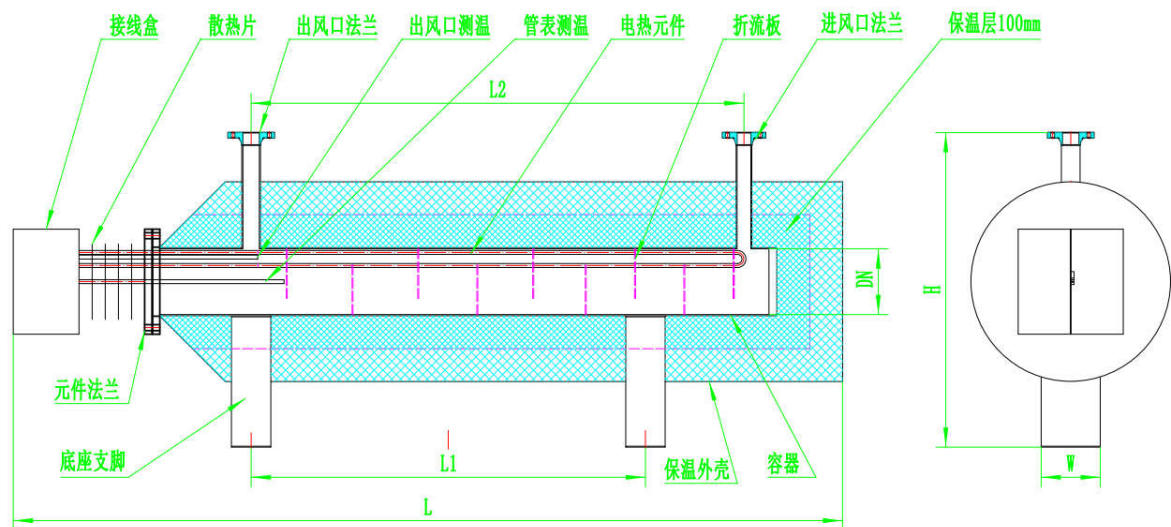 接线盒
散热片
出风口法兰
出风口测温
管表测温
电热元件
折流板
进风口法兰
保温层100mm
L2
DN
H
元件法兰
底座支脚
L1
保温外壳
容器
W
L